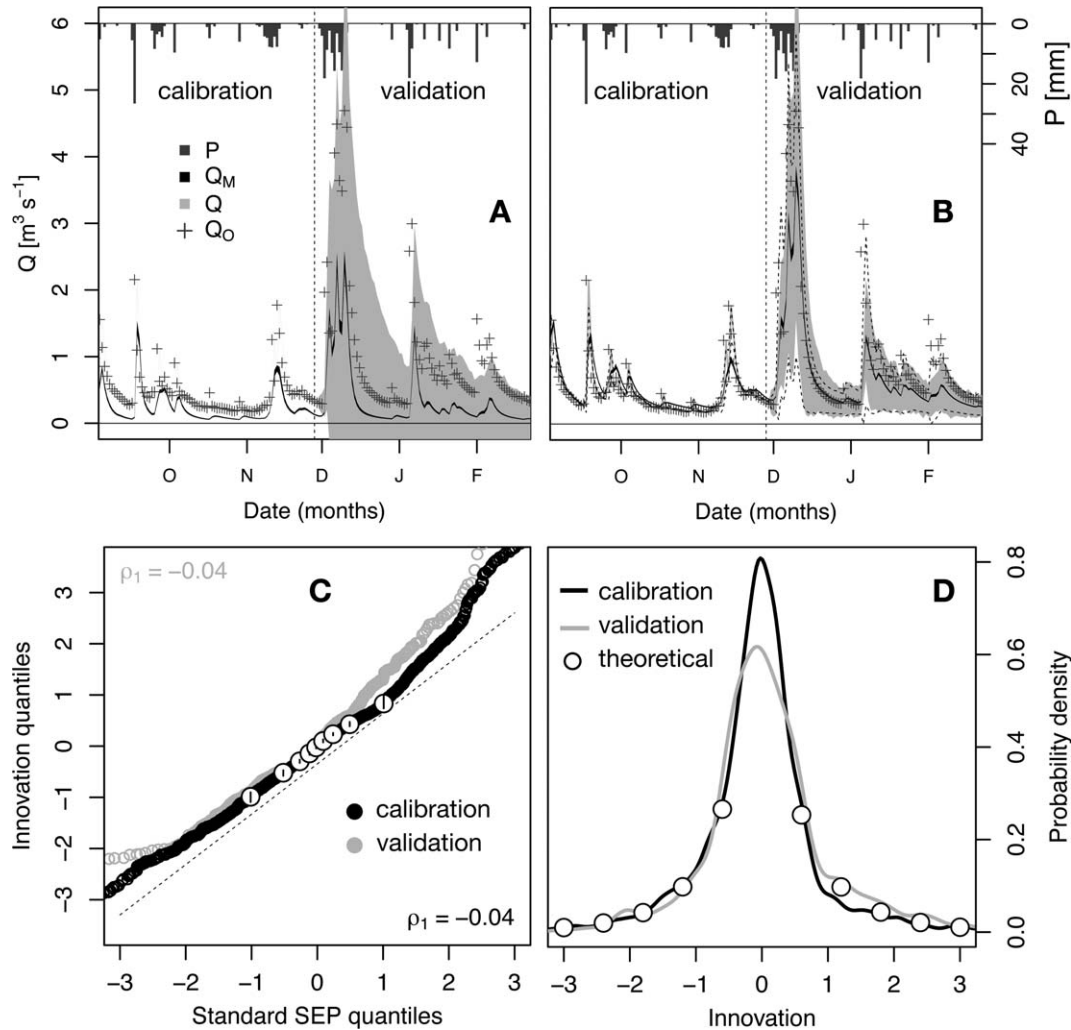 6
5
4
3
2
1
0
Q [m³ s⁻¹]
calibration
validation
P
Q_M
Q
Q_O
A
O N D J F
Date (months)
calibration
validation
B
0
20
40
P [mm]
O N D J F
Date (months)
ρ₁ = −0.04
C
3
2
1
0
−1
−2
−3
Innovation quantiles
calibration
validation
ρ₁ = −0.04
−3 −2 −1 0 1 2 3
Standard SEP quantiles
calibration
validation
theoretical
D
0.8
0.6
0.4
0.2
0.0
Probability density
−3 −2 −1 0 1 2 3
Innovation